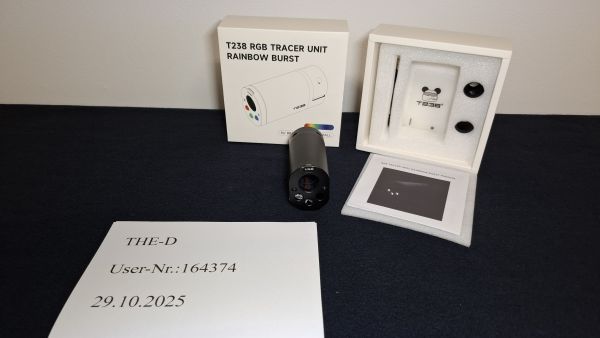 T238 RGB TRACER UNIT
RAINBOW BURST
T238
T238
THE-D
User-Nr.:164374
29.10.2025